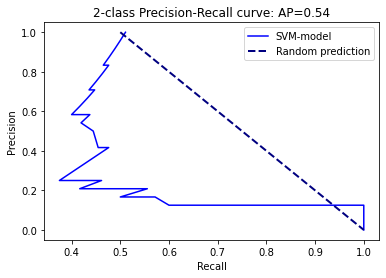 2-class Precision-Recall curve: AP=0.54
SVM-model
Random prediction
Precision
1.0
0.8
0.6
0.4
0.2
0.0
0.4 0.5 0.6 0.7 0.8 0.9 1.0
Recall